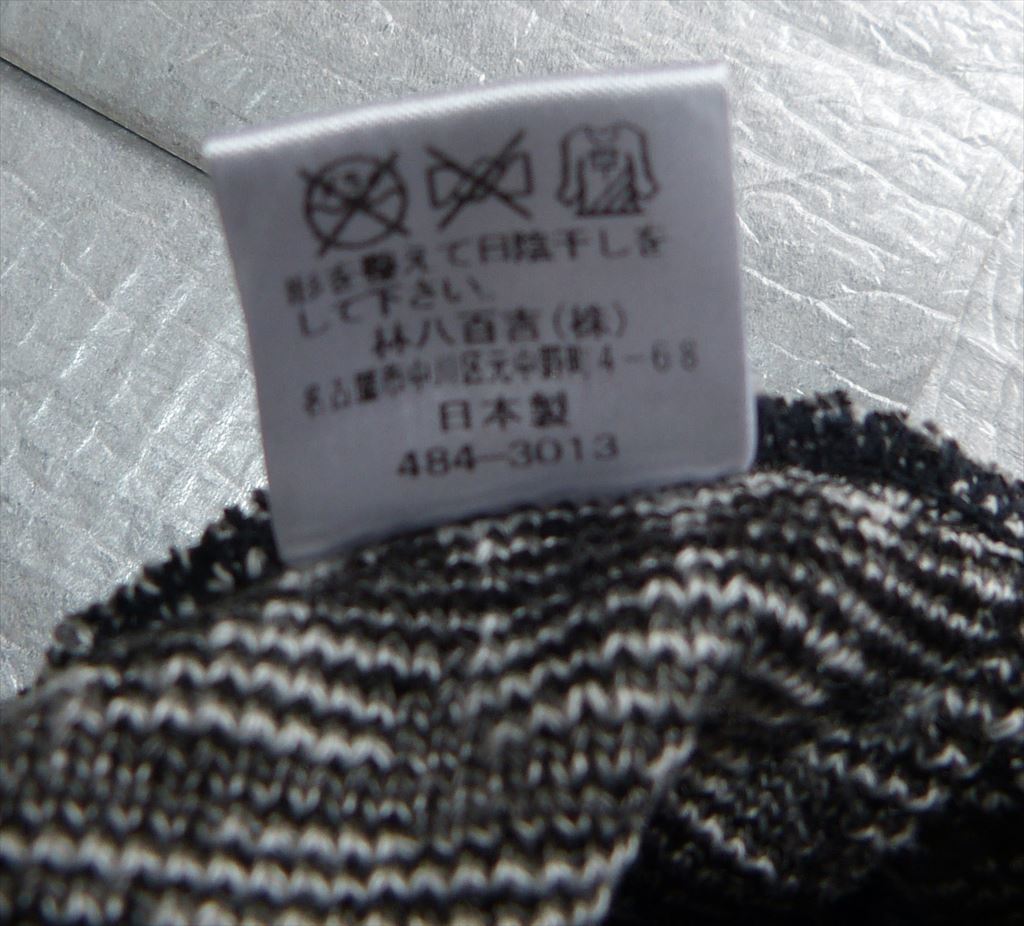 形を整えて日陰干しを
して下さい。
林八百吉(株)
名古屋市中川区元中野町4-68
日本製
484-3013